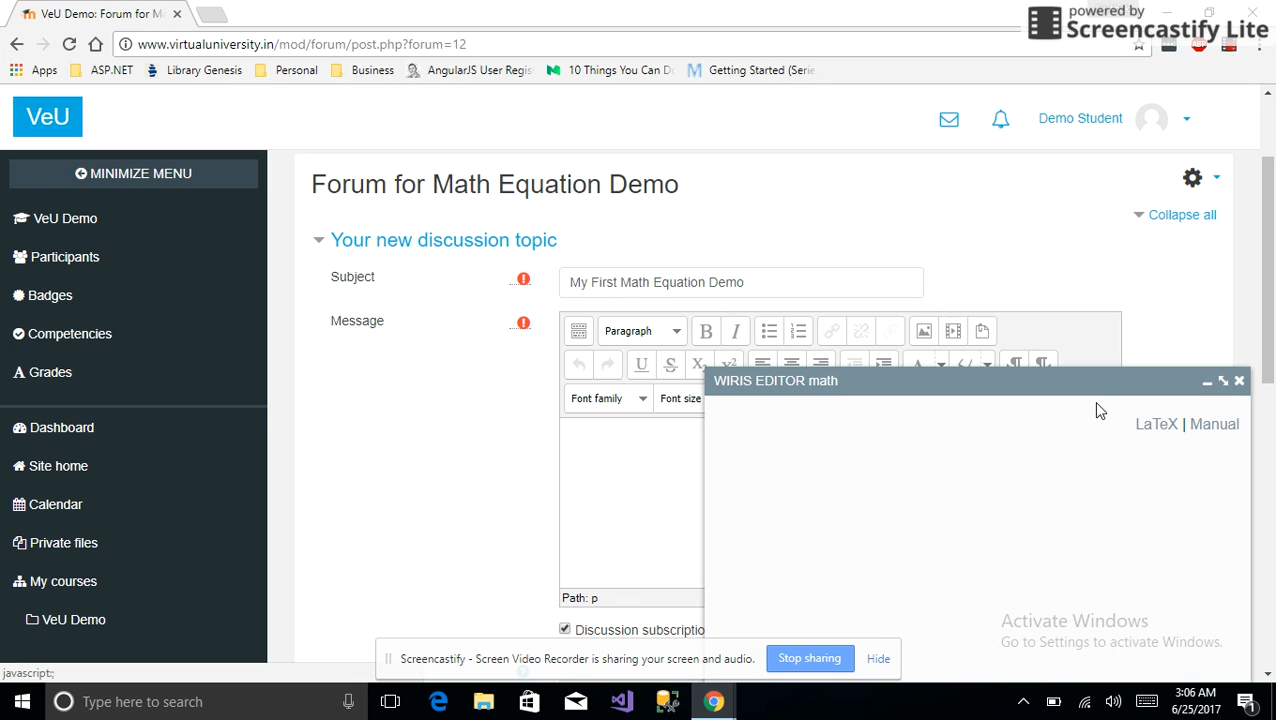 VeU Demo: Forum for M
powered by
Screencastify Lite
www.virtualuniversity.in/mod/forum/post.php?forum=12
Apps ASP.NET Library Genesis Personal Business AngularJS User Regis 10 Things You Can D Getting Started (Serie
VeU
Demo Student
MINIMIZE MENU
VeU Demo
Participants
Badges
Competencies
Grades
Dashboard
Site home
Calendar
Private files
My courses
VeU Demo
Forum for Math Equation Demo
Collapse all
Your new discussion topic
Subject
My First Math Equation Demo
Message
Paragraph B I
U S X₂ x²
Font family Font size
WIRIS EDITOR math
LaTeX | Manual
Path: p
Discussion subscriptio
Activate Windows
Go to Settings to activate Windows.
Screencastify - Screen Video Recorder is sharing your screen and audio. Stop sharing Hide
javascript:;
Type here to search
3:06 AM
6/25/2017
1